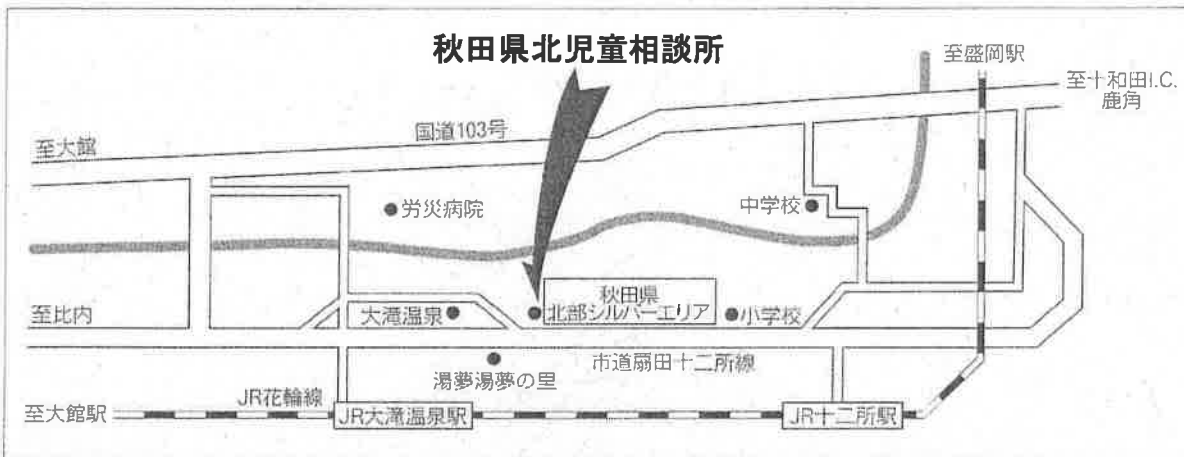 秋田県北児童相談所
至盛岡駅
至十和田I.C.
鹿角
国道103号
至大館
労災病院
中学校
秋田県
北部シルバーエリア
至比内
大滝温泉
小学校
市道扇田十二所線
湯夢湯夢の里
JR花輪線
至大館駅
JR大滝温泉駅
JR十二所駅